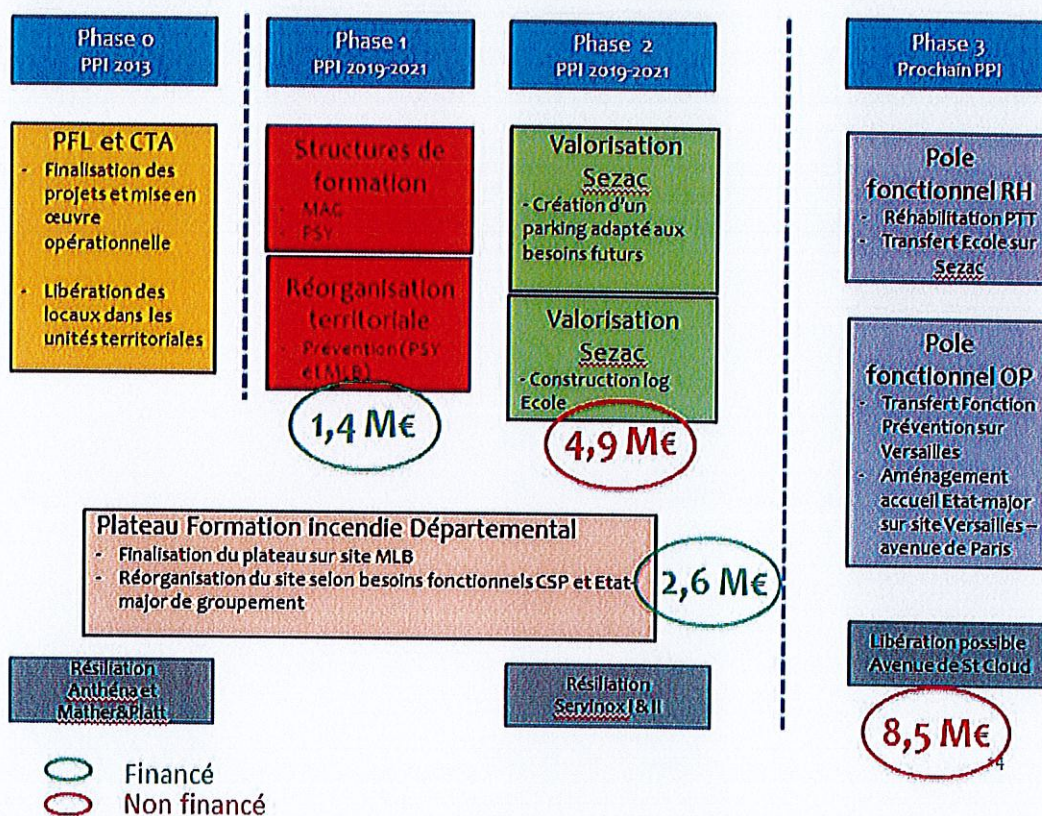 Phase 0
PPI 2013
Phase 1
PPI 2019-2021
Phase 2
PPI 2019-2021
Phase 3
Prochain PPI
PFL et CTA
- Finalisation des
projets et mise en
œuvre
opérationnelle
- Libération des
locaux dans les
unités territoriales
Structures de
formation
- MAC
- PSY
Réorganisation
territoriale
- Prévention (PSY
et MLB)
1,4 M€
Valorisation
Sezac
- Création d'un
parking adapté aux
besoins futurs
Valorisation
Sezac
- Construction log
Ecole
4,9 M€
Pole
fonctionnel RH
- Réhabilitation PTT
- Transfert Ecole sur
Sezac
Pole
fonctionnel OP
- Transfert Fonction
Prévention sur
Versailles
- Aménagement
accueil Etat-major
sur site Versailles –
avenue de Paris
Plateau Formation incendie Départemental
- Finalisation du plateau sur site MLB
- Réorganisation du site selon besoins fonctionnels CSP et Etat-
major de groupement
2,6 M€
Résiliation
Anthéna et
Mather&Platt
Résiliation
Servinox I & II
Libération possible
Avenue de St Cloud
8,5 M€
14
Financé
Non financé